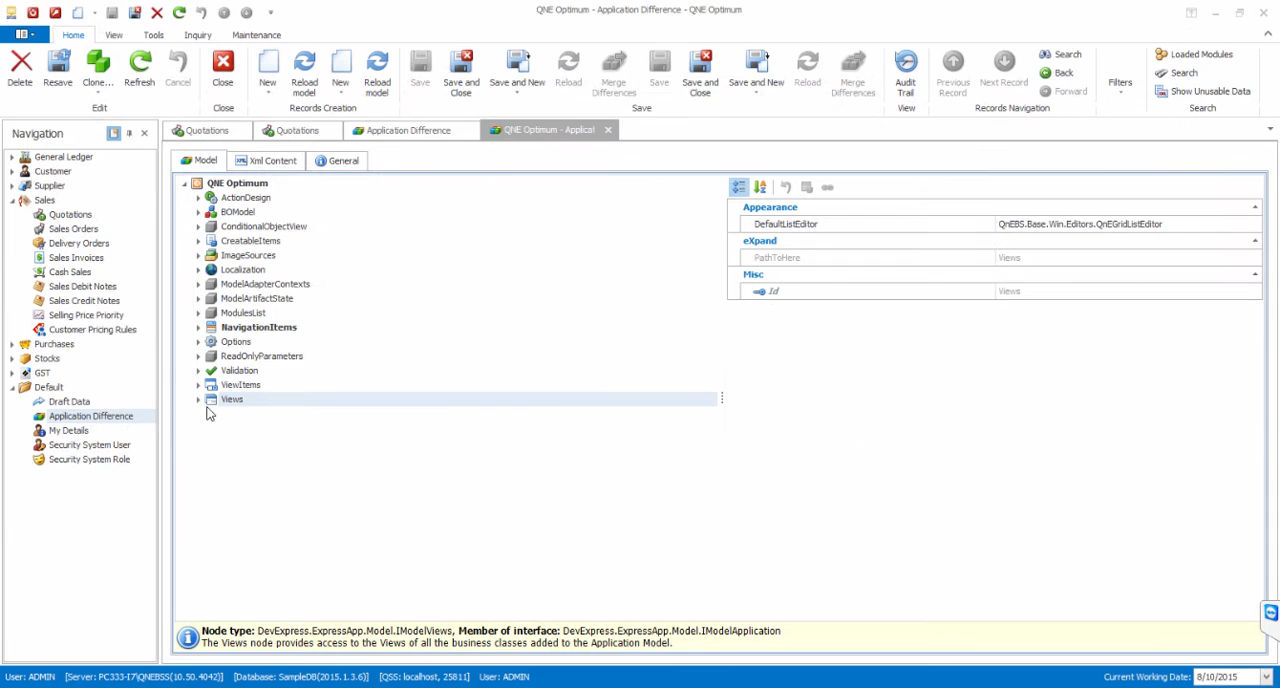 QNE Optimum - Application Difference - QNE Optimum
Home View Tools Inquiry Maintenance
Delete Resave Clone... Refresh Cancel Close New Reload model New Reload model Save Save and Close Save and New Reload Merge Differences Save Save and Close Save and New Reload Merge Differences Audit Trail Previous Record Next Record Search Back Forward Filters Loaded Modules Search Show Unusable Data
Edit Close Records Creation Save View Records Navigation Search
Navigation
Quotations Quotations Application Difference QNE Optimum - Applicat
General Ledger
Customer
Supplier
Sales
Quotations
Sales Orders
Delivery Orders
Sales Invoices
Cash Sales
Sales Debit Notes
Sales Credit Notes
Selling Price Priority
Customer Pricing Rules
Purchases
Stocks
GST
Default
Draft Data
Application Difference
My Details
Security System User
Security System Role
Model Xml Content General
QNE Optimum
ActionDesign
BOModel
ConditionalObjectView
CreatableItems
ImageSources
Localization
ModelAdapterContexts
ModelArtifactState
ModulesList
NavigationItems
Options
ReadOnlyParameters
Validation
ViewItems
Views
Appearance
DefaultListEditor QnEBS.Base.Win.Editors.QnEGridListEditor
eXpand
PathToHere Views
Misc
Id Views
Node type: DevExpress.ExpressApp.Model.IModelViews, Member of interface: DevExpress.ExpressApp.Model.IModelApplication
The Views node provides access to the Views of all the business classes added to the Application Model.
User: ADMIN [Server: PC333-I7\QNEBSS(10.50.4042)] [Database: SampleDB(2015.1.3.6)] [QSS: localhost, 25811] User: ADMIN Current Working Date: 8/10/2015